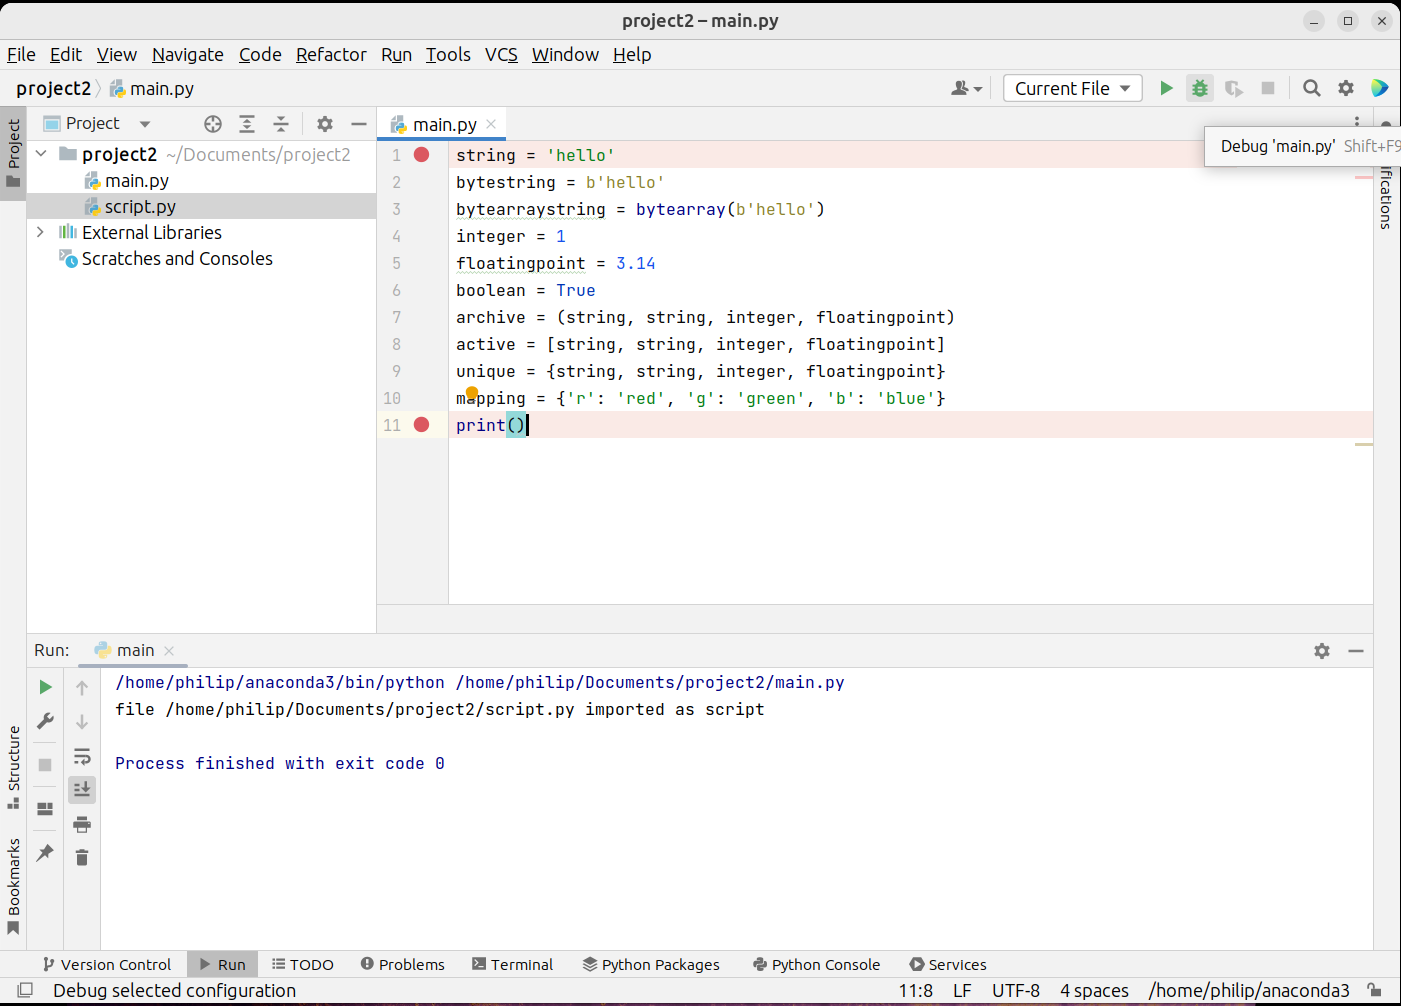 project2 – main.py
File Edit View Navigate Code Refactor Run Tools VCS Window Help
project2 main.py Current File
Project
Project
main.py
Debug 'main.py' Shift+F9
project2 ~/Documents/project2
main.py
script.py
External Libraries
Scratches and Consoles
1 string = 'hello'
2 bytestring = b'hello'
3 bytearraystring = bytearray(b'hello')
4 integer = 1
5 floatingpoint = 3.14
6 boolean = True
7 archive = (string, string, integer, floatingpoint)
8 active = [string, string, integer, floatingpoint]
9 unique = {string, string, integer, floatingpoint}
10 mapping = {'r': 'red', 'g': 'green', 'b': 'blue'}
11 print()
ifications
Run: main
/home/philip/anaconda3/bin/python /home/philip/Documents/project2/main.py
file /home/philip/Documents/project2/script.py imported as script
Process finished with exit code 0
Structure
Bookmarks
Version Control Run TODO Problems Terminal Python Packages Python Console Services
Debug selected configuration 11:8 LF UTF-8 4 spaces /home/philip/anaconda3